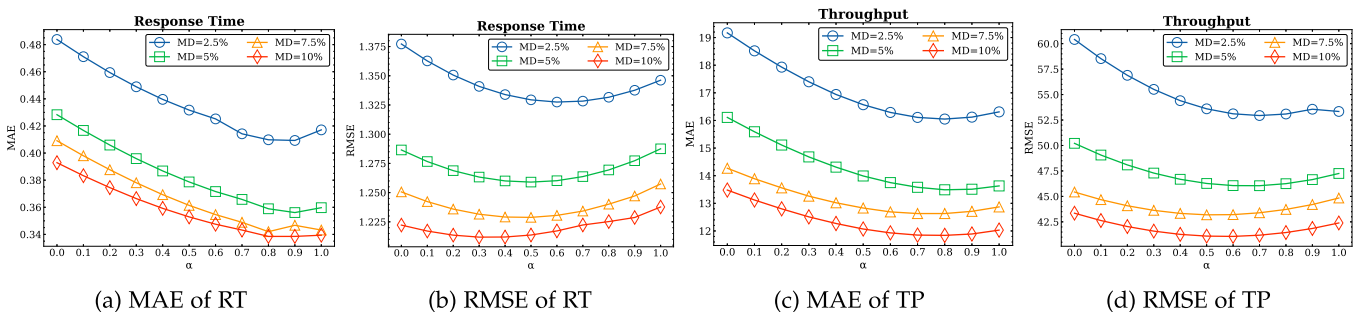 Response Time
MD=2.5%
MD=5%
MD=7.5%
MD=10%
MAE
0.48
0.46
0.44
0.42
0.40
0.38
0.36
0.34
0.0 0.1 0.2 0.3 0.4 0.5 0.6 0.7 0.8 0.9 1.0
α
(a) MAE of RT
Response Time
MD=2.5%
MD=5%
MD=7.5%
MD=10%
RMSE
1.375
1.350
1.325
1.300
1.275
1.250
1.225
0.0 0.1 0.2 0.3 0.4 0.5 0.6 0.7 0.8 0.9 1.0
α
(b) RMSE of RT
Throughput
MD=2.5%
MD=5%
MD=7.5%
MD=10%
MAE
19
18
17
16
15
14
13
12
0.0 0.1 0.2 0.3 0.4 0.5 0.6 0.7 0.8 0.9 1.0
α
(c) MAE of TP
Throughput
MD=2.5%
MD=5%
MD=7.5%
MD=10%
RMSE
60.0
57.5
55.0
52.5
50.0
47.5
45.0
42.5
0.0 0.1 0.2 0.3 0.4 0.5 0.6 0.7 0.8 0.9 1.0
α
(d) RMSE of TP